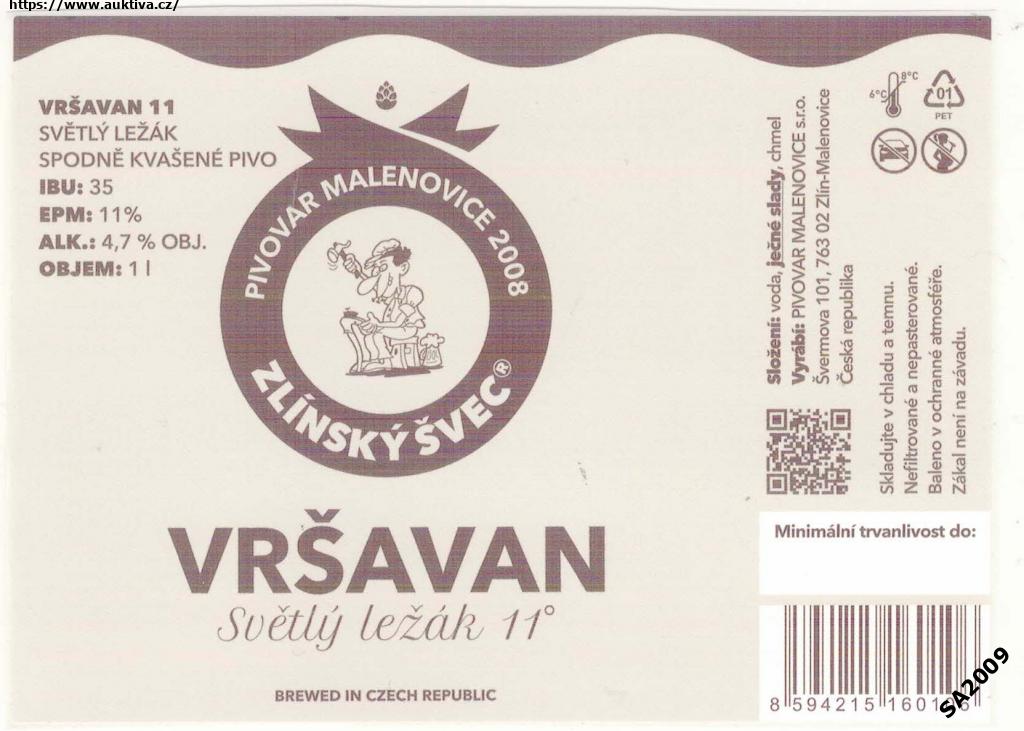 https://www.auktiva.cz/
VRŠAVAN 11
SVĚTLÝ LEŽÁK
SPODNĚ KVAŠENÉ PIVO
IBU: 35
EPM: 11%
ALK.: 4,7 % OBJ.
OBJEM: 1 l
PIVOVAR MALENOVICE 2008
ZLÍNSKÝ ŠVEC®
VRŠAVAN
Světlý ležák 11°
BREWED IN CZECH REPUBLIC
Složení: voda, ječné slady, chmel
Vyrábí: PIVOVAR MALENOVICE s.r.o.
Švermova 101, 763 02 Zlín-Malenovice
Česká republika
6°C
8°C
01
PET
Skladujte v chladu a temnu.
Nefiltrované a nepasterované.
Baleno v ochranné atmosféře.
Zákal není na závadu.
Minimální trvanlivost do:
8 594215 160
SA2009